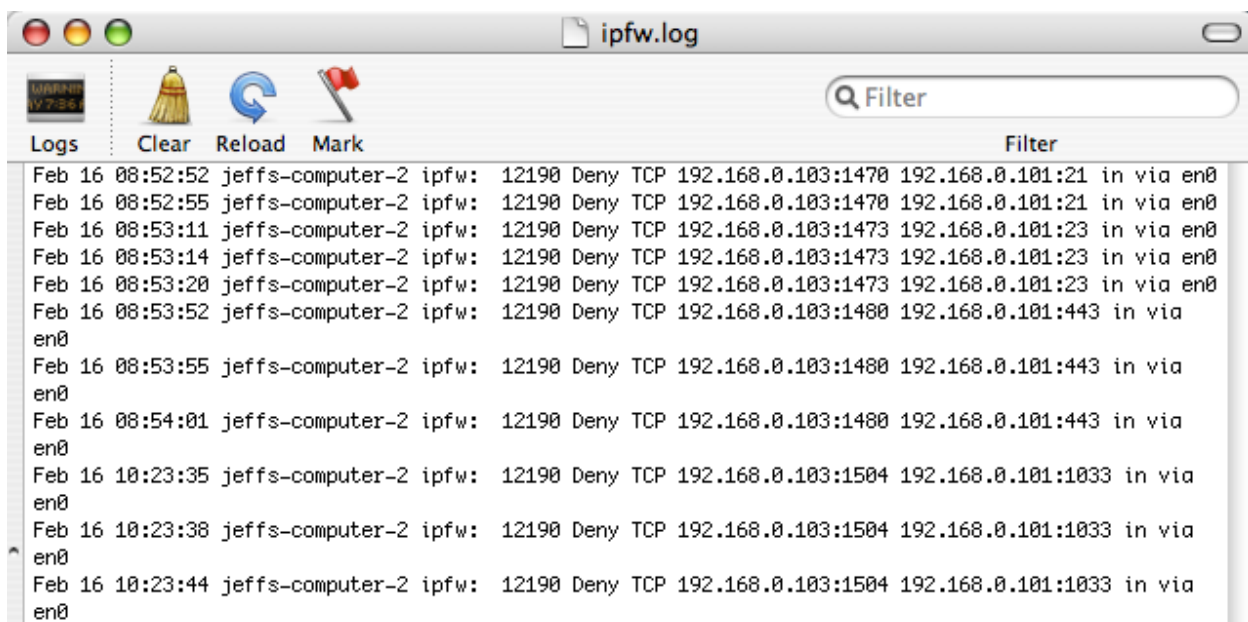 ipfw.log
WARNIN
AY 7:36
Filter
Logs Clear Reload Mark Filter
Feb 16 08:52:52 jeffs-computer-2 ipfw:  12190 Deny TCP 192.168.0.103:1470 192.168.0.101:21 in via en0
Feb 16 08:52:55 jeffs-computer-2 ipfw:  12190 Deny TCP 192.168.0.103:1470 192.168.0.101:21 in via en0
Feb 16 08:53:11 jeffs-computer-2 ipfw:  12190 Deny TCP 192.168.0.103:1473 192.168.0.101:23 in via en0
Feb 16 08:53:14 jeffs-computer-2 ipfw:  12190 Deny TCP 192.168.0.103:1473 192.168.0.101:23 in via en0
Feb 16 08:53:20 jeffs-computer-2 ipfw:  12190 Deny TCP 192.168.0.103:1473 192.168.0.101:23 in via en0
Feb 16 08:53:52 jeffs-computer-2 ipfw:  12190 Deny TCP 192.168.0.103:1480 192.168.0.101:443 in via
en0
Feb 16 08:53:55 jeffs-computer-2 ipfw:  12190 Deny TCP 192.168.0.103:1480 192.168.0.101:443 in via
en0
Feb 16 08:54:01 jeffs-computer-2 ipfw:  12190 Deny TCP 192.168.0.103:1480 192.168.0.101:443 in via
en0
Feb 16 10:23:35 jeffs-computer-2 ipfw:  12190 Deny TCP 192.168.0.103:1504 192.168.0.101:1033 in via
en0
Feb 16 10:23:38 jeffs-computer-2 ipfw:  12190 Deny TCP 192.168.0.103:1504 192.168.0.101:1033 in via
en0
Feb 16 10:23:44 jeffs-computer-2 ipfw:  12190 Deny TCP 192.168.0.103:1504 192.168.0.101:1033 in via
en0